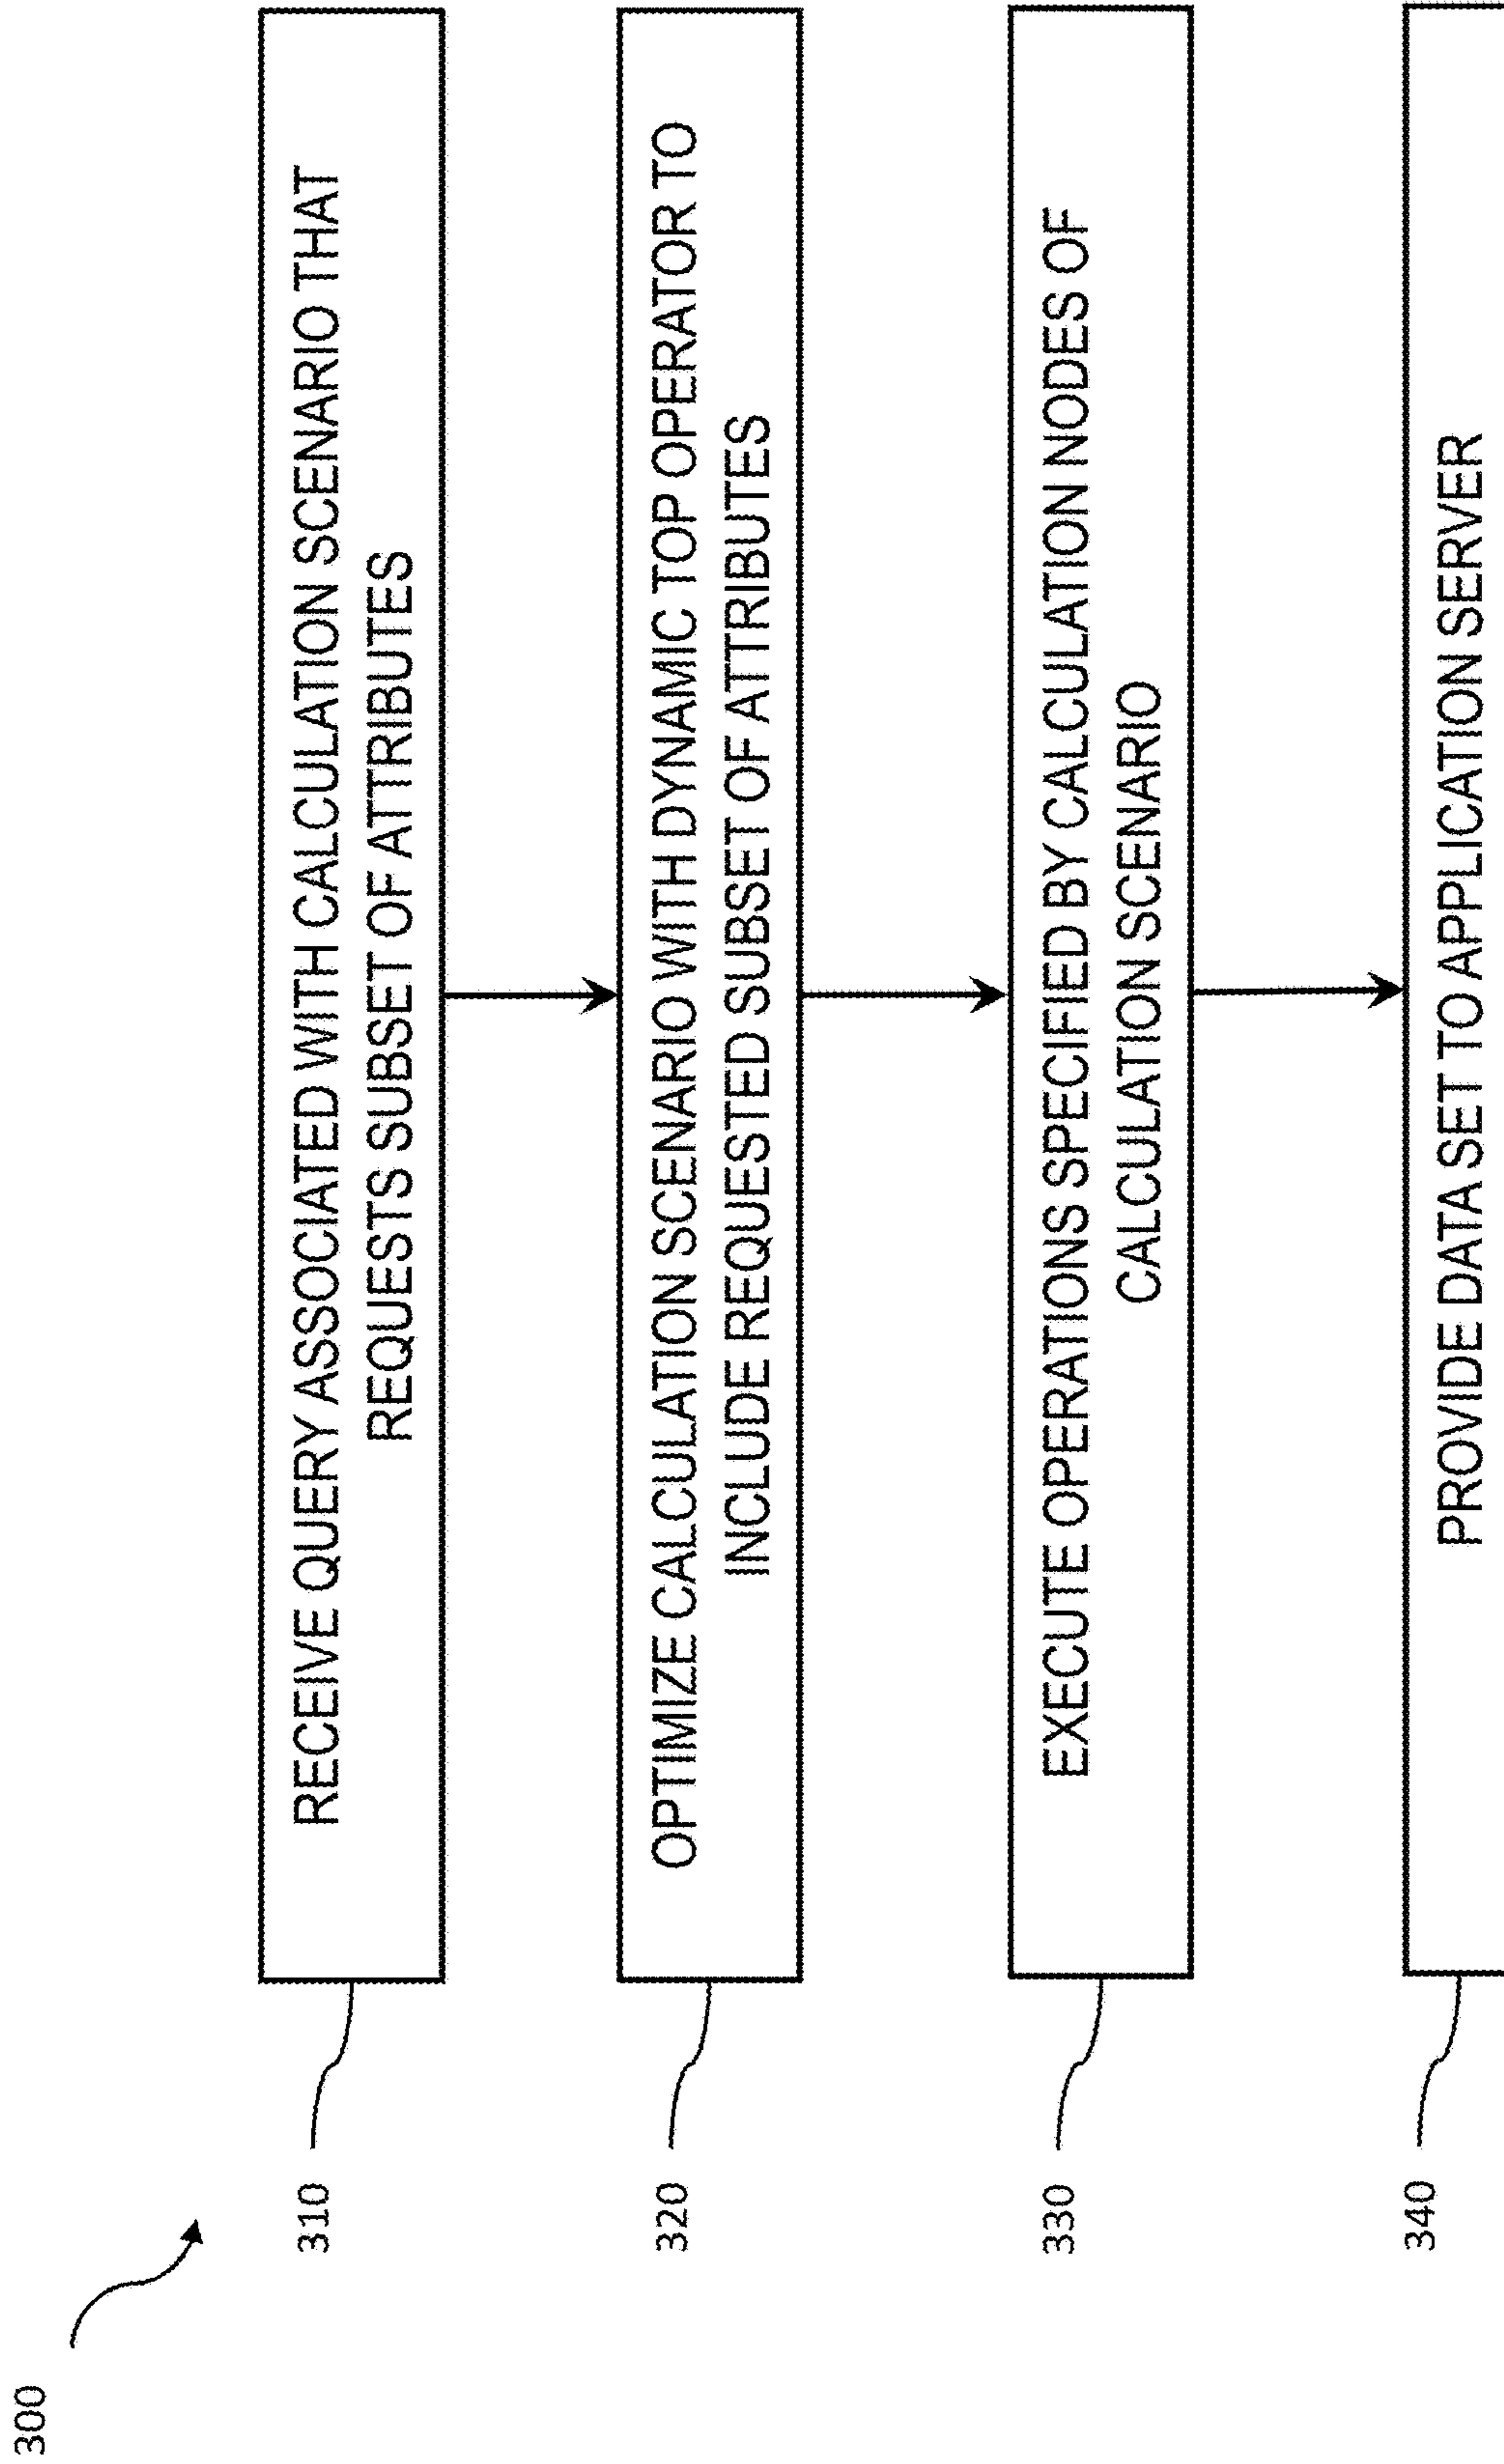 300
310
RECEIVE QUERY ASSOCIATED WITH CALCULATION SCENARIO THAT
REQUESTS SUBSET OF ATTRIBUTES
320
OPTIMIZE CALCULATION SCENARIO WITH DYNAMIC TOP OPERATOR TO
INCLUDE REQUESTED SUBSET OF ATTRIBUTES
330
EXECUTE OPERATIONS SPECIFIED BY CALCULATION NODES OF
CALCULATION SCENARIO
340
PROVIDE DATA SET TO APPLICATION SERVER